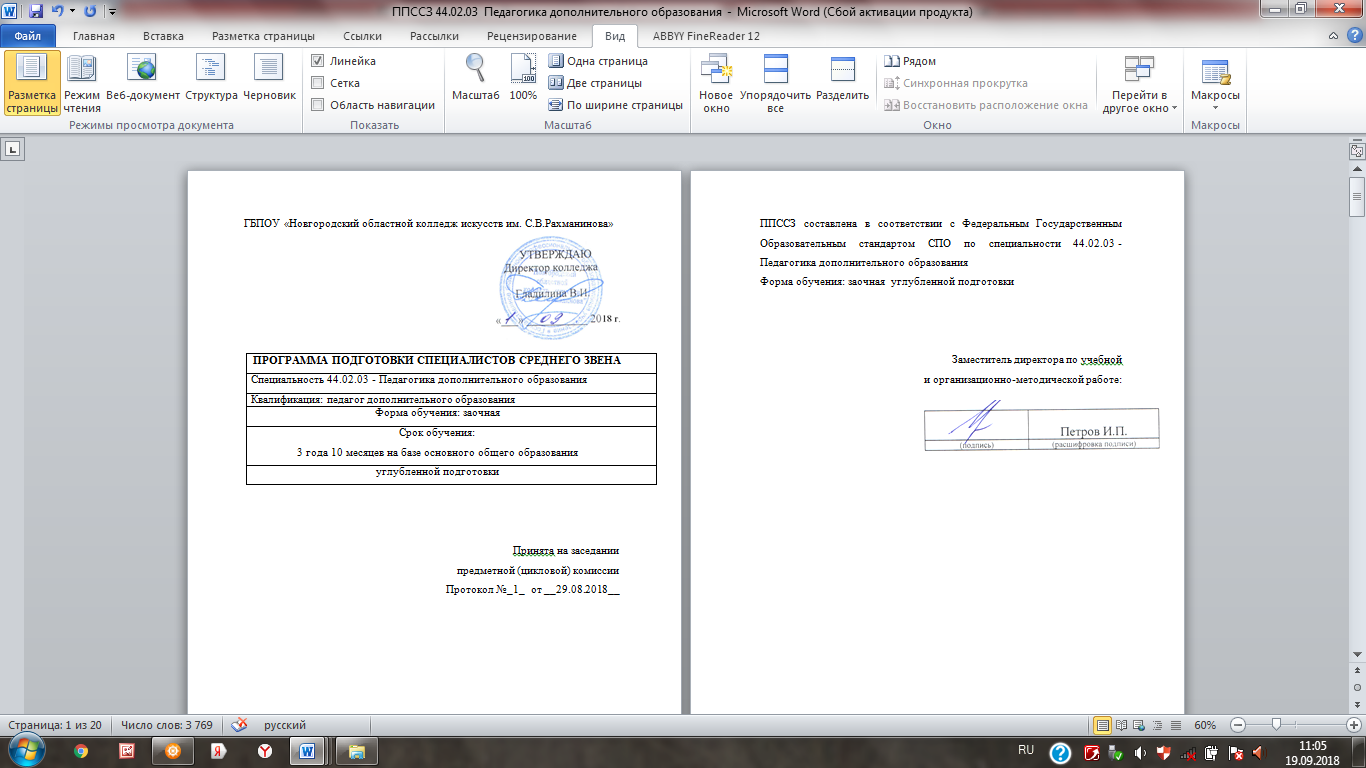 ППССЗ 44.02.03 Педагогика дополнительного образования - Microsoft Word (Сбой активации продукта)
Файл Главная Вставка Разметка страницы Ссылки Рассылки Рецензирование Вид ABBYY FineReader 12
Разметка страницы
Режим чтения
Веб-документ
Структура
Черновик
Режимы просмотра документа
Линейка
Сетка
Область навигации
Показать
Масштаб
100%
Одна страница
Две страницы
По ширине страницы
Масштаб
Новое окно
Упорядочить все
Разделить
Рядом
Синхронная прокрутка
Восстановить расположение окна
Окно
Перейти в другое окно
Макросы
Макросы
ГБПОУ «Новгородский областной колледж искусств им. С.В.Рахманинова»
УТВЕРЖДАЮ
Директор колледжа
Гладилина В.Н.
«_1_» 03 2018 г.
ПРОГРАММА ПОДГОТОВКИ СПЕЦИАЛИСТОВ СРЕДНЕГО ЗВЕНА
Специальность 44.02.03 - Педагогика дополнительного образования
Квалификация: педагог дополнительного образования
Форма обучения: заочная
Срок обучения:
3 года 10 месяцев на базе основного общего образования
углубленной подготовки
Принята на заседании
предметной (цикловой) комиссии
Протокол №_1_ от __29.08.2018__
ППССЗ составлена в соответствии с Федеральным Государственным
Образовательным стандартом СПО по специальности 44.02.03 -
Педагогика дополнительного образования
Форма обучения: заочная углубленной подготовки
Заместитель директора по учебной
и организационно-методической работе:
Петров И.П.
(подпись) (расшифровка подписи)
Страница: 1 из 20 Число слов: 3 769 русский 60%
RU 11:05
19.09.2018